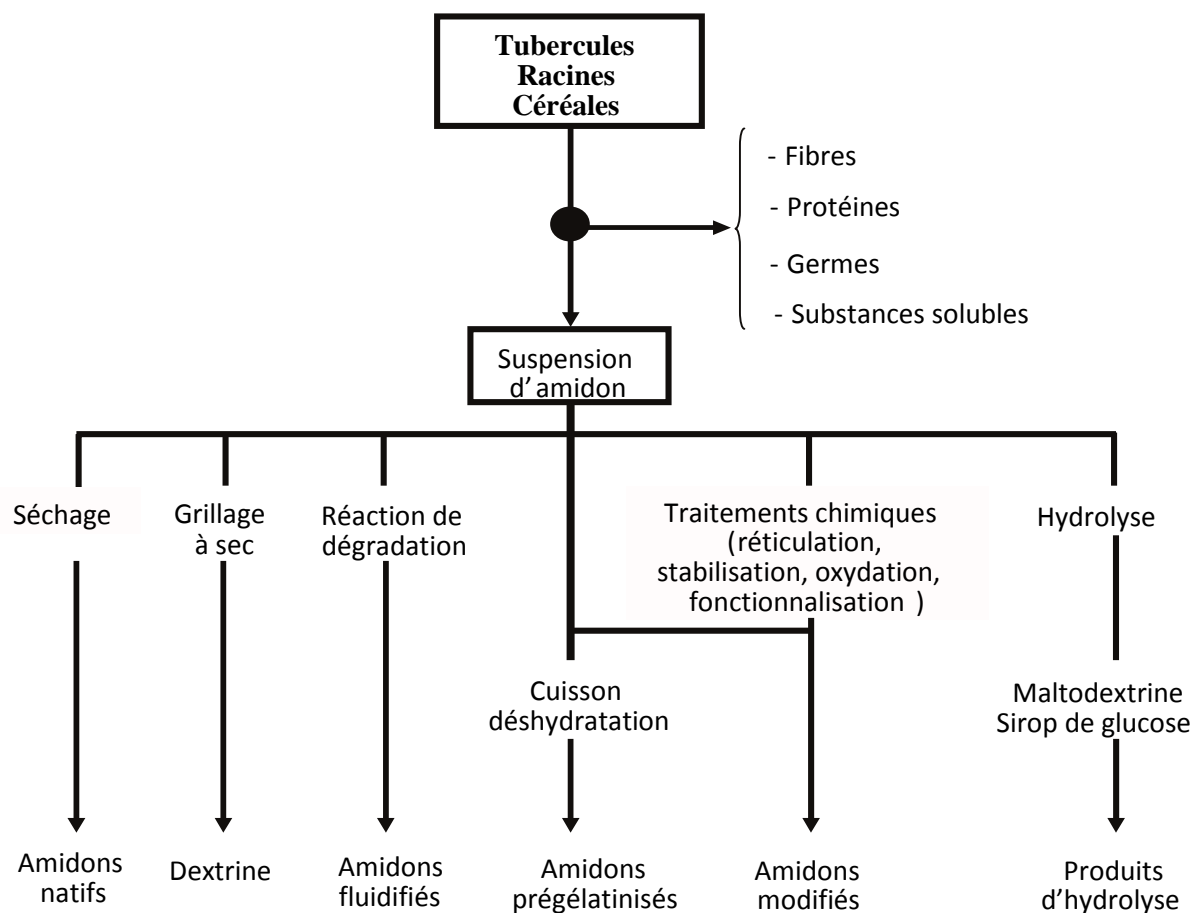 Tubercules
Racines
Céréales
- Fibres
- Protéines
- Germes
- Substances solubles
Suspension
d’amidon
Séchage
Grillage
à sec
Réaction de
dégradation
Traitements chimiques
(réticulation,
stabilisation, oxydation,
fonctionnalisation )
Hydrolyse
Cuisson
déshydratation
Maltodextrine
Sirop de glucose
Amidons
natifs
Dextrine
Amidons
fluidifiés
Amidons
prégélatinisés
Amidons
modifiés
Produits
d’hydrolyse